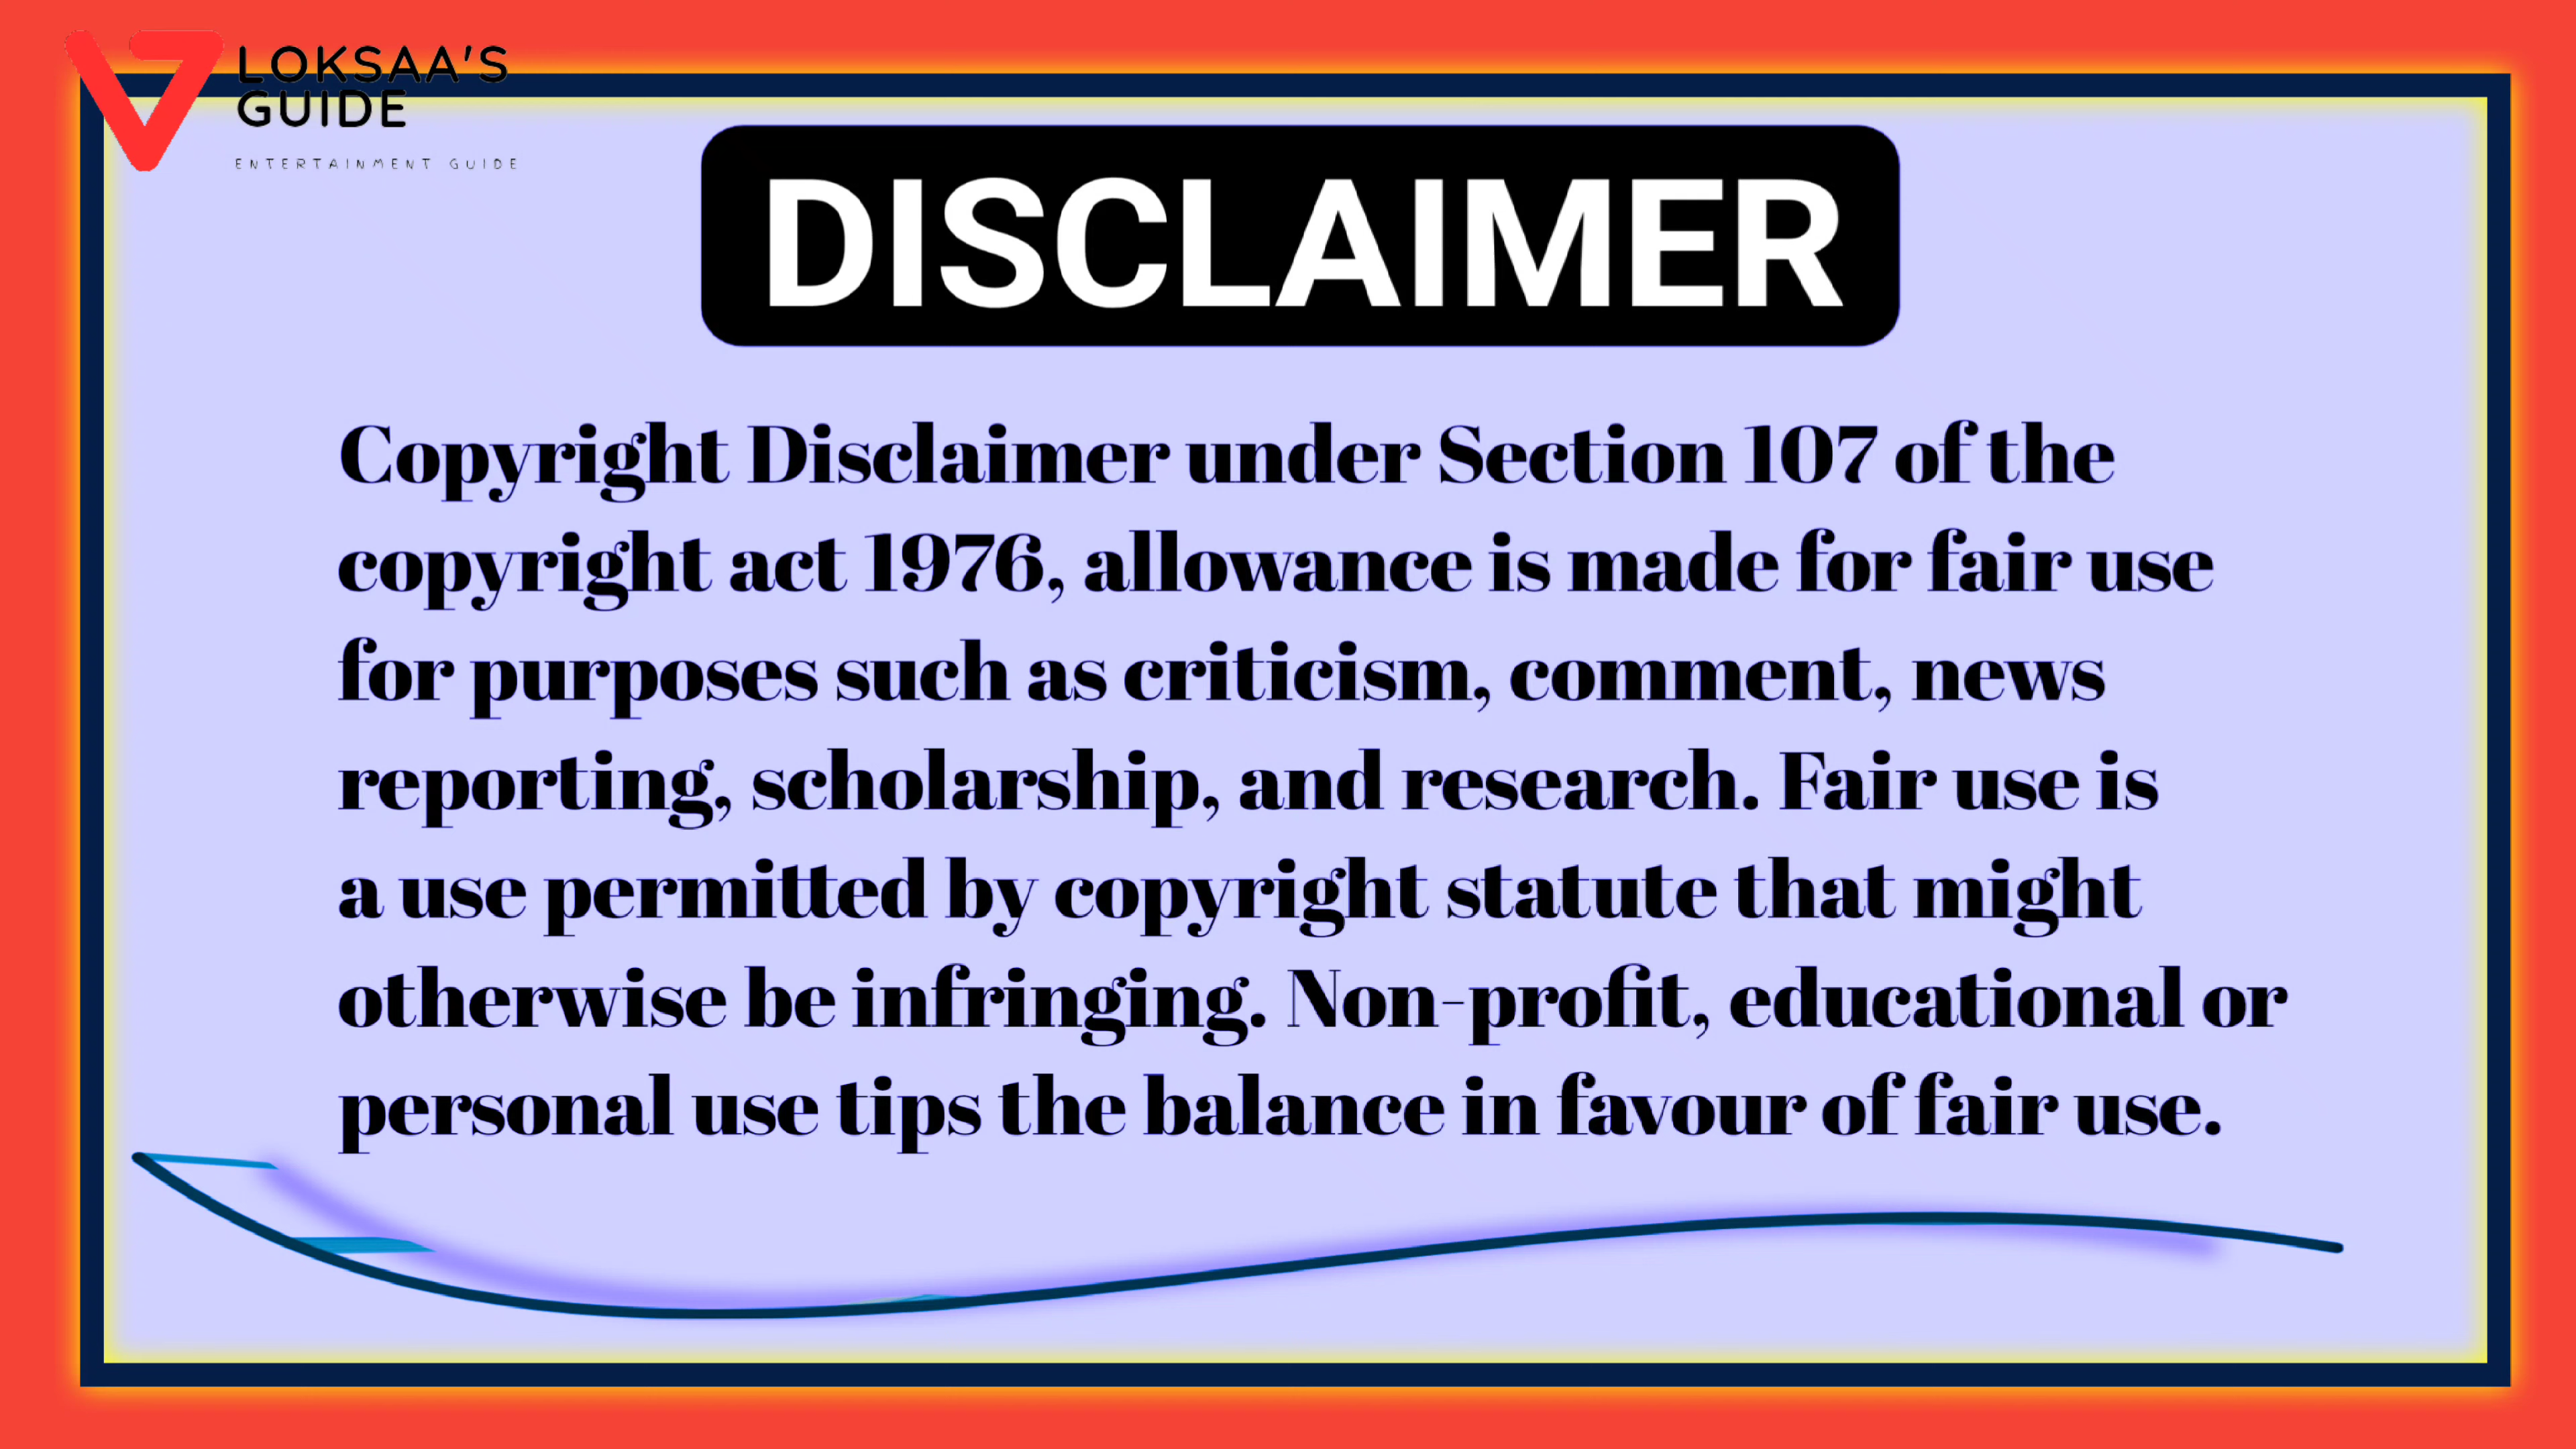 LOKSAA'S
GUIDE
ENTERTAINMENT GUIDE
DISCLAIMER
Copyright Disclaimer under Section 107 of the
copyright act 1976, allowance is made for fair use
for purposes such as criticism, comment, news
reporting, scholarship, and research. Fair use is
a use permitted by copyright statute that might
otherwise be infringing. Non-profit, educational or
personal use tips the balance in favour of fair use.